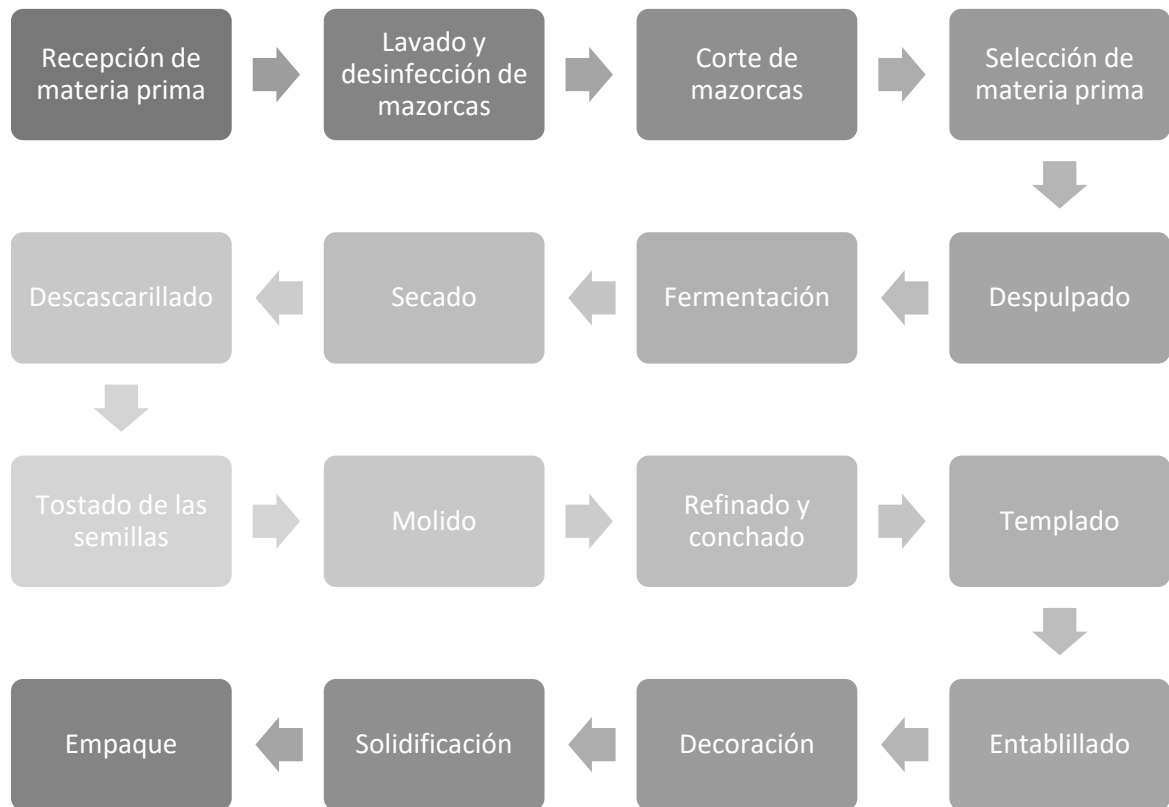 Recepción de
materia prima
Lavado y
desinfección de
mazorcas
Corte de
mazorcas
Selección de
materia prima
Despulpado
Fermentación
Secado
Descascarillado
Tostado de las
semillas
Molido
Refinado y
conchado
Templado
Entablillado
Decoración
Solidificación
Empaque